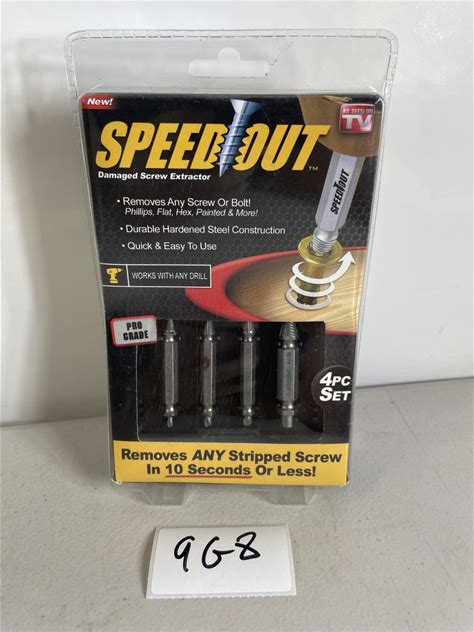 New!
AS SEEN ON
TV
SPEED OUT™
Damaged Screw Extractor
SPEEDOUT
• Removes Any Screw Or Bolt!
Phillips, Flat, Hex, Painted & More!
• Durable Hardened Steel Construction
• Quick & Easy To Use
WORKS WITH ANY DRILL
PRO
GRADE
4PC
SET
Removes ANY Stripped Screw
In 10 Seconds Or Less!
9G8